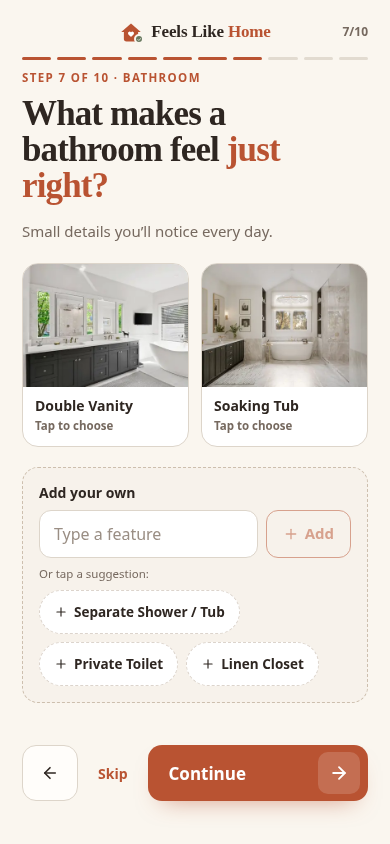 Feels Like Home
7/10
STEP 7 OF 10 · BATHROOM
What makes a
bathroom feel just
right?
Small details you’ll notice every day.
Double Vanity
Tap to choose
Soaking Tub
Tap to choose
Add your own
Type a feature
+ Add
Or tap a suggestion:
+ Separate Shower / Tub
+ Private Toilet
+ Linen Closet
← Skip Continue →